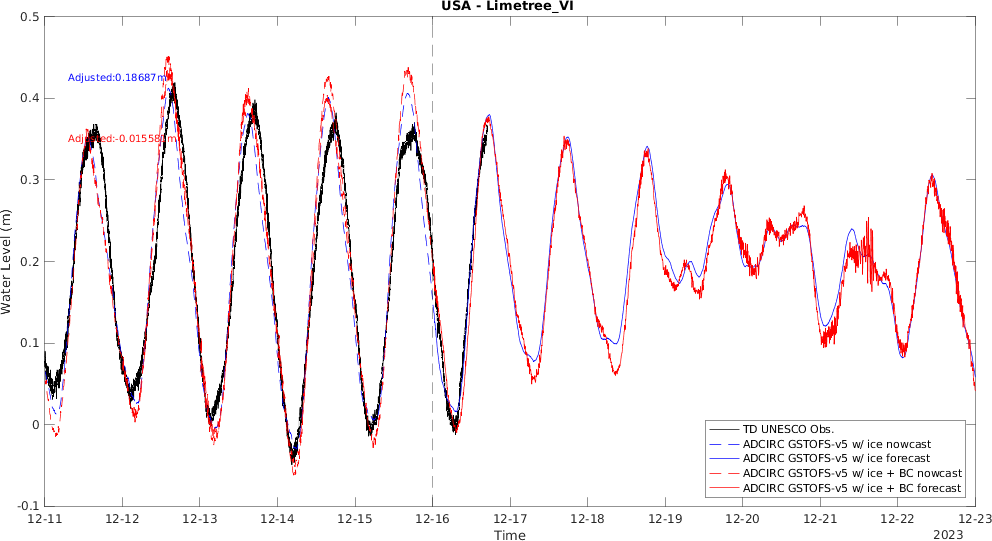 USA - Limetree_VI
0.5
0.4
0.3
0.2
0.1
0
-0.1
Water Level (m)
Adjusted:0.18687m
Adjusted:-0.01558
12-11 12-12 12-13 12-14 12-15 12-16 12-17 12-18 12-19 12-20 12-21 12-22 12-23
Time
2023
TD UNESCO Obs.
ADCIRC GSTOFS-v5 w/ ice nowcast
ADCIRC GSTOFS-v5 w/ ice forecast
ADCIRC GSTOFS-v5 w/ ice + BC nowcast
ADCIRC GSTOFS-v5 w/ ice + BC forecast